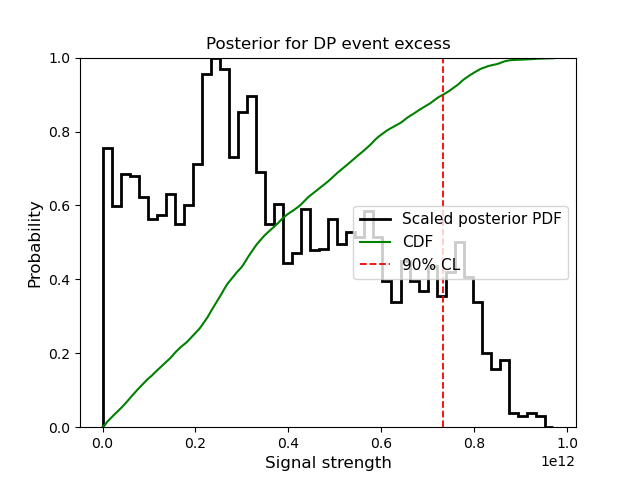 Posterior for DP event excess
Probability
1.0
0.8
0.6
0.4
0.2
0.0
Scaled posterior PDF
CDF
90% CL
0.0 0.2 0.4 0.6 0.8 1.0
1e12
Signal strength